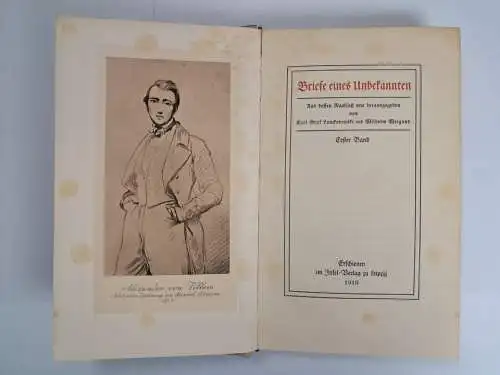 Alexander von Villers
Briefe eines Unbekannten
Aus dessen Nachlaß neu herausgegeben
von
Karl Graf Lanckoroński und Wilhelm Weigand
Erster Band
Erschienen
im Insel-Verlag zu Leipzig
1910